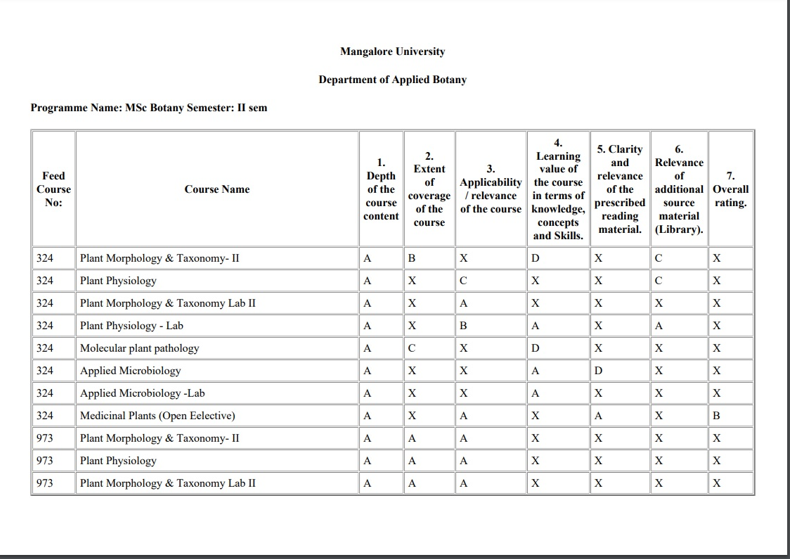 Mangalore University
Department of Applied Botany
Programme Name: MSc Botany Semester: II sem
Feed Course No: Course Name 1. Depth of the course content 2. Extent of coverage of the course 3. Applicability / relevance of the course 4. Learning value of the course in terms of knowledge, concepts and Skills. 5. Clarity and relevance of the prescribed reading material. 6. Relevance of additional source material (Library). 7. Overall rating.
324 Plant Morphology & Taxonomy- II A B X D X C X
324 Plant Physiology A X C X X C X
324 Plant Morphology & Taxonomy Lab II A X A X X X X
324 Plant Physiology - Lab A X B A X A X
324 Molecular plant pathology A C X D X X X
324 Applied Microbiology A X X A D X X
324 Applied Microbiology -Lab A X X A X X X
324 Medicinal Plants (Open Eelective) A X A X A X B
973 Plant Morphology & Taxonomy- II A A A X X X X
973 Plant Physiology A A A X X X X
973 Plant Morphology & Taxonomy Lab II A A A X X X X